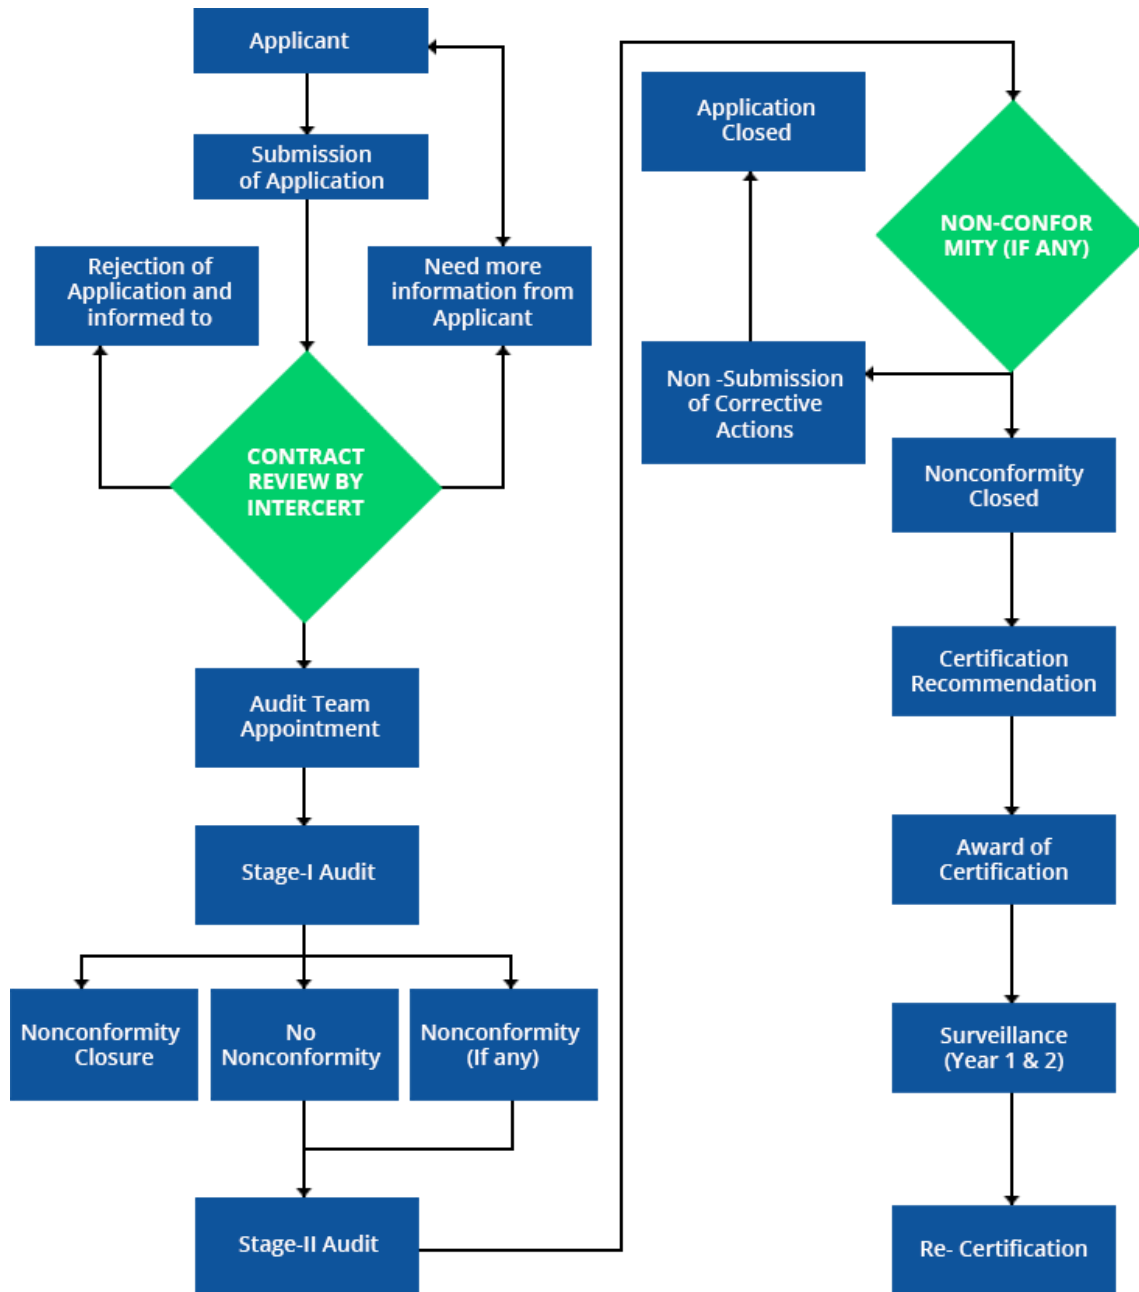 Applicant
Submission
of Application
Rejection of
Application and
informed to
Need more
information from
Applicant
CONTRACT
REVIEW BY
INTERCERT
Audit Team
Appointment
Stage-I Audit
Nonconformity
Closure
No
Nonconformity
Nonconformity
(If any)
Stage-II Audit
Application
Closed
NON-CONFOR
MITY (IF ANY)
Non -Submission
of Corrective
Actions
Nonconformity
Closed
Certification
Recommendation
Award of
Certification
Surveillance
(Year 1 & 2)
Re- Certification